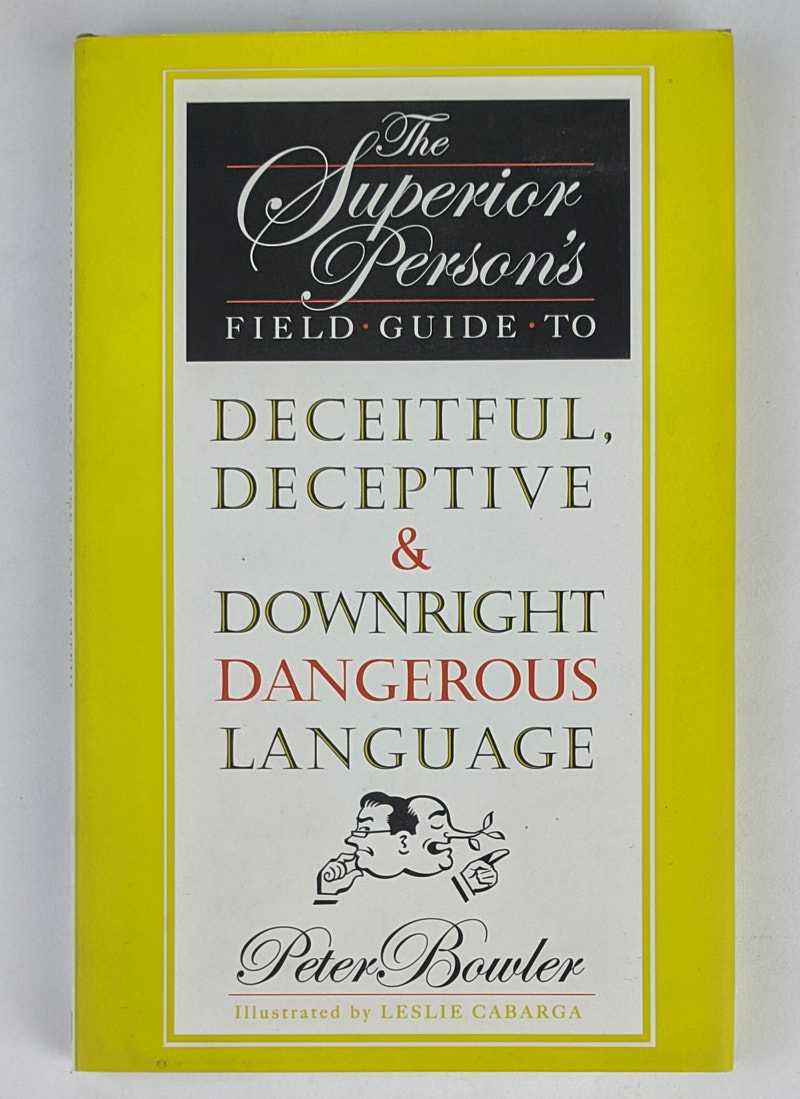 The
Superior
Person's
FIELD · GUIDE · TO
DECEITFUL,
DECEPTIVE
&
DOWNRIGHT
DANGEROUS
LANGUAGE
Peter Bowler
Illustrated by LESLIE CABARGA